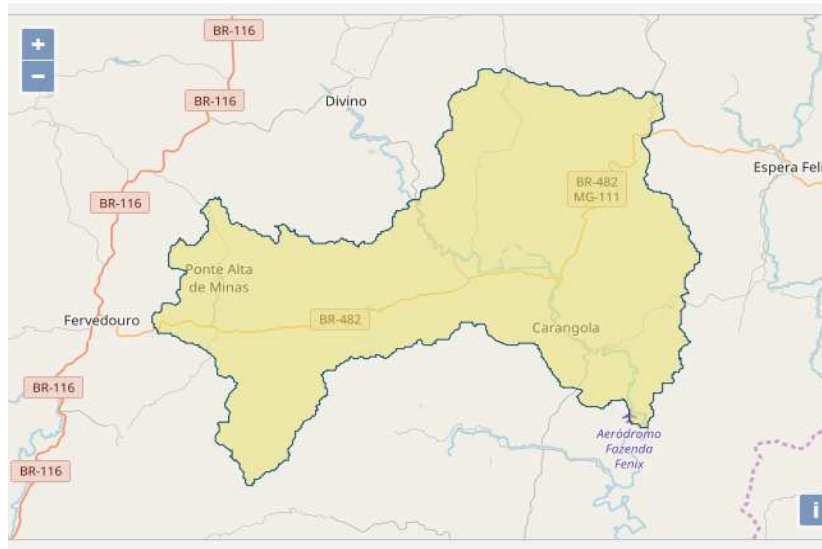 BR-116
+
−
BR-116
Divino
Espera Feli
BR-482
MG-111
BR-116
Ponte Alta
de Minas
Fervedouro
BR-482
Carangola
BR-116
Aeródromo
Fazenda
Fenix
BR-116
i